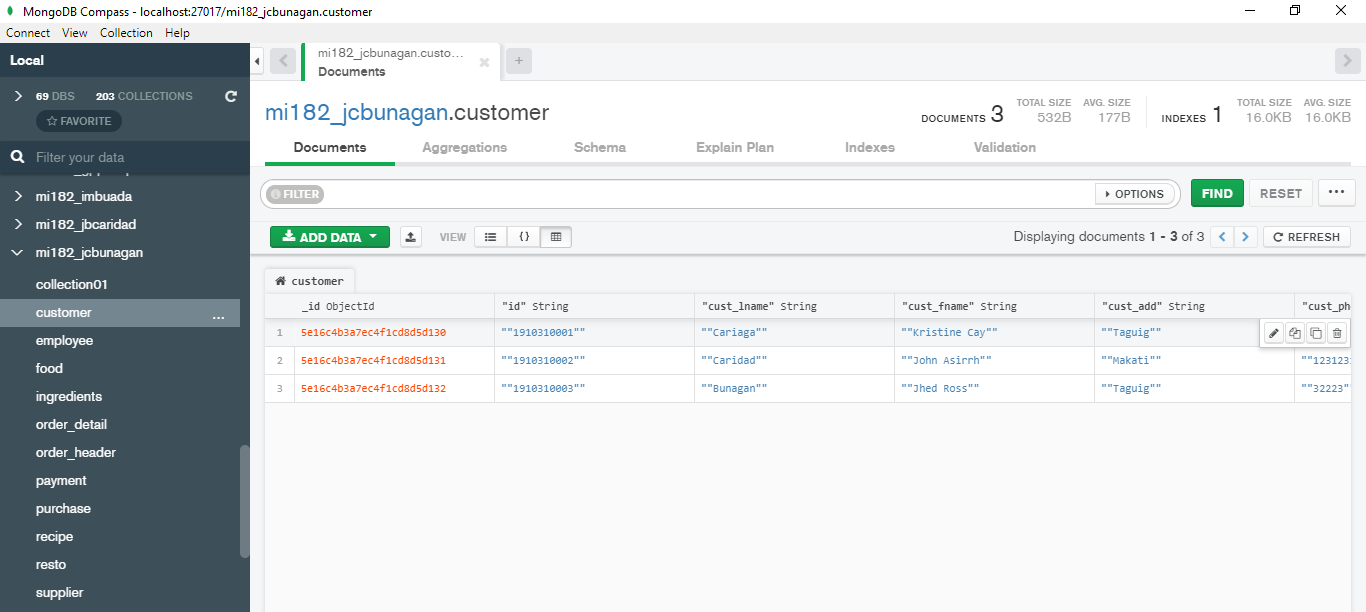 MongoDB Compass - localhost:27017/mi182_jcbunagan.customer
Connect View Collection Help
Local
69 DBS 203 COLLECTIONS
FAVORITE
Filter your data
mi182_imbuada
mi182_jbcaridad
mi182_jcbunagan
collection01
customer ...
employee
food
ingredients
order_detail
order_header
payment
purchase
recipe
resto
supplier
mi182_jcbunagan.custo...
Documents
mi182_jcbunagan.customer
DOCUMENTS 3 TOTAL SIZE 532B AVG. SIZE 177B INDEXES 1 TOTAL SIZE 16.0KB AVG. SIZE 16.0KB
Documents Aggregations Schema Explain Plan Indexes Validation
FILTER OPTIONS FIND RESET ...
ADD DATA VIEW {} Displaying documents 1 - 3 of 3 REFRESH
customer
_id ObjectId "id" String "cust_lname" String "cust_fname" String "cust_add" String "cust_ph
1 5e16c4b3a7ec4f1cd8d5d130 ""1910310001"" ""Cariaga"" ""Kristine Cay"" ""Taguig""
2 5e16c4b3a7ec4f1cd8d5d131 ""1910310002"" ""Caridad"" ""John Asirrh"" ""Makati"" ""123123
3 5e16c4b3a7ec4f1cd8d5d132 ""1910310003"" ""Bunagan"" ""Jhed Ross"" ""Taguig"" ""32223"